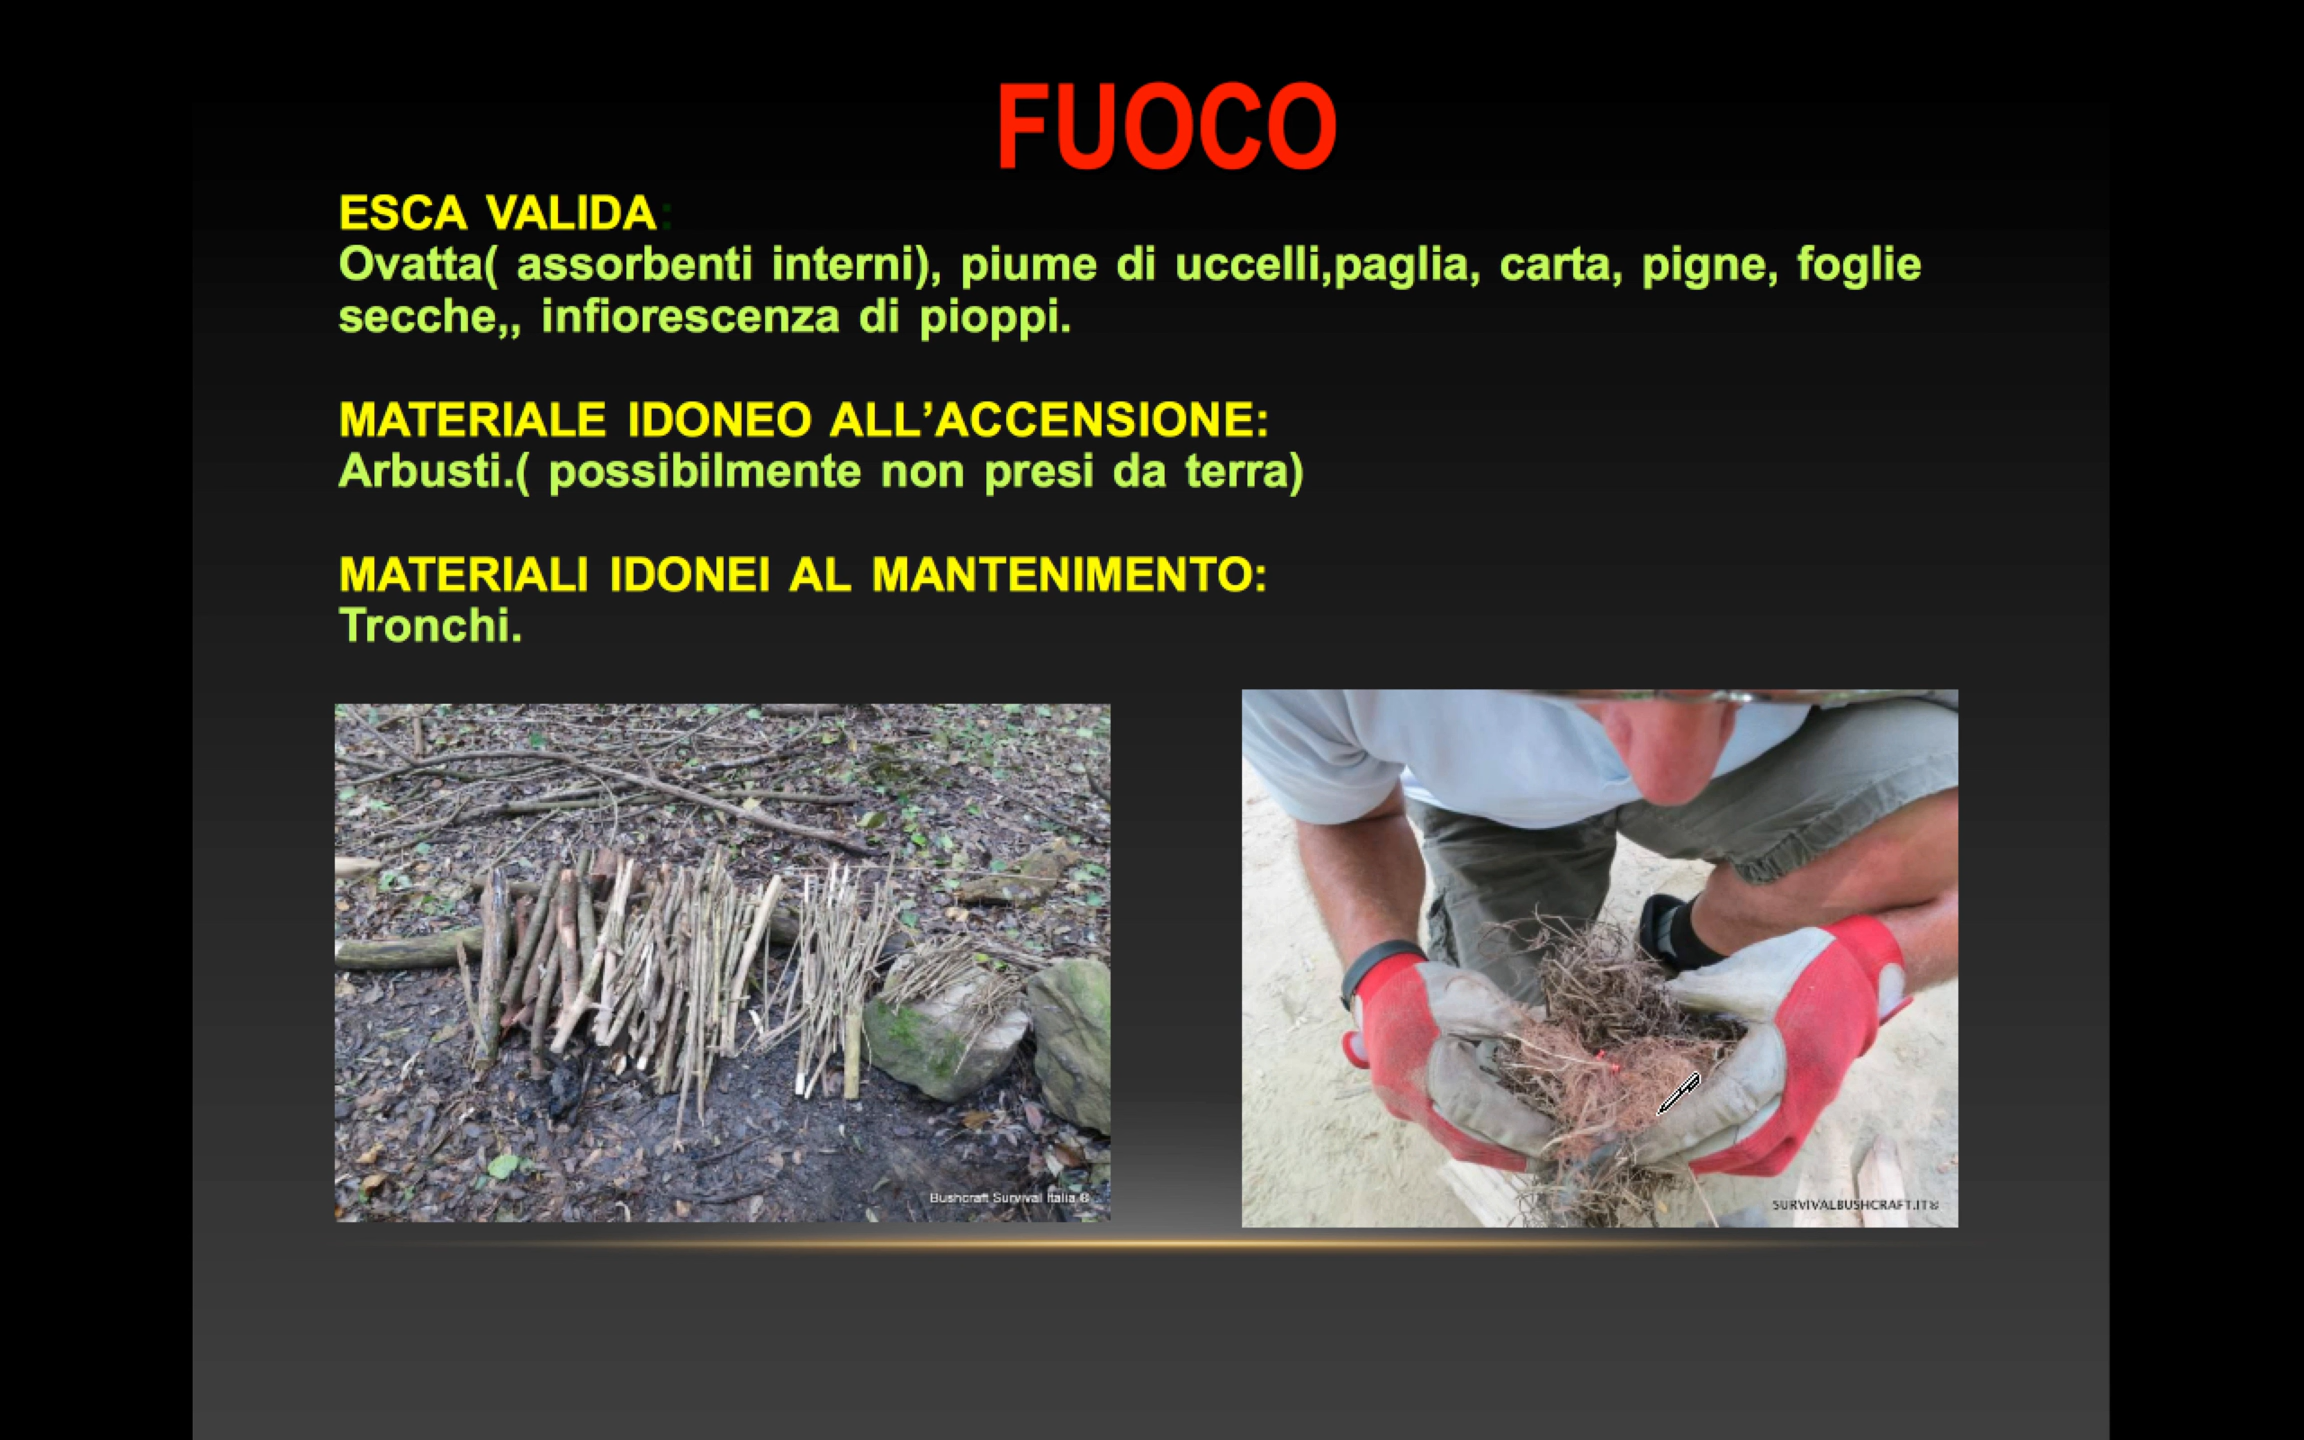 FUOCO
ESCA VALIDA:
Ovatta( assorbenti interni), piume di uccelli,paglia, carta, pigne, foglie
secche,, infiorescenza di pioppi.
MATERIALE IDONEO ALL’ACCENSIONE:
Arbusti.( possibilmente non presi da terra)
MATERIALI IDONEI AL MANTENIMENTO:
Tronchi.
Bushcraft Survival Italia ©
SURVIVALBUSHCRAFT.IT®